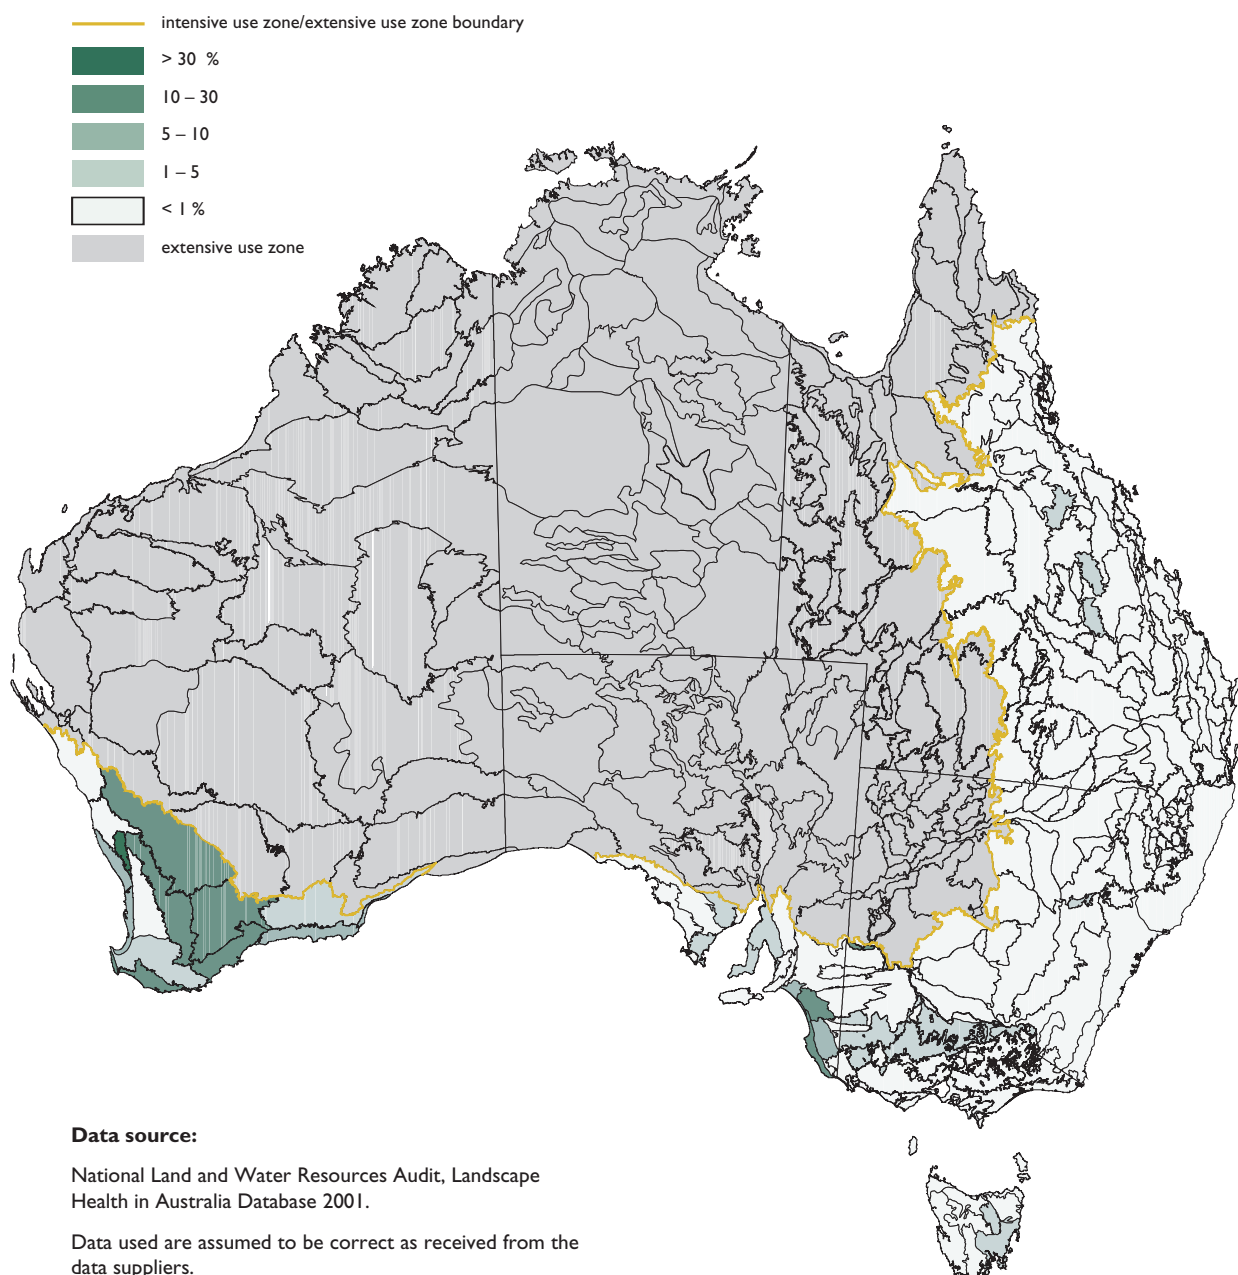 intensive use zone/extensive use zone boundary
> 30 %
10 – 30
5 – 10
1 – 5
< 1 %
extensive use zone
Data source:
National Land and Water Resources Audit, Landscape
Health in Australia Database 2001.
Data used are assumed to be correct as received from the
data suppliers.